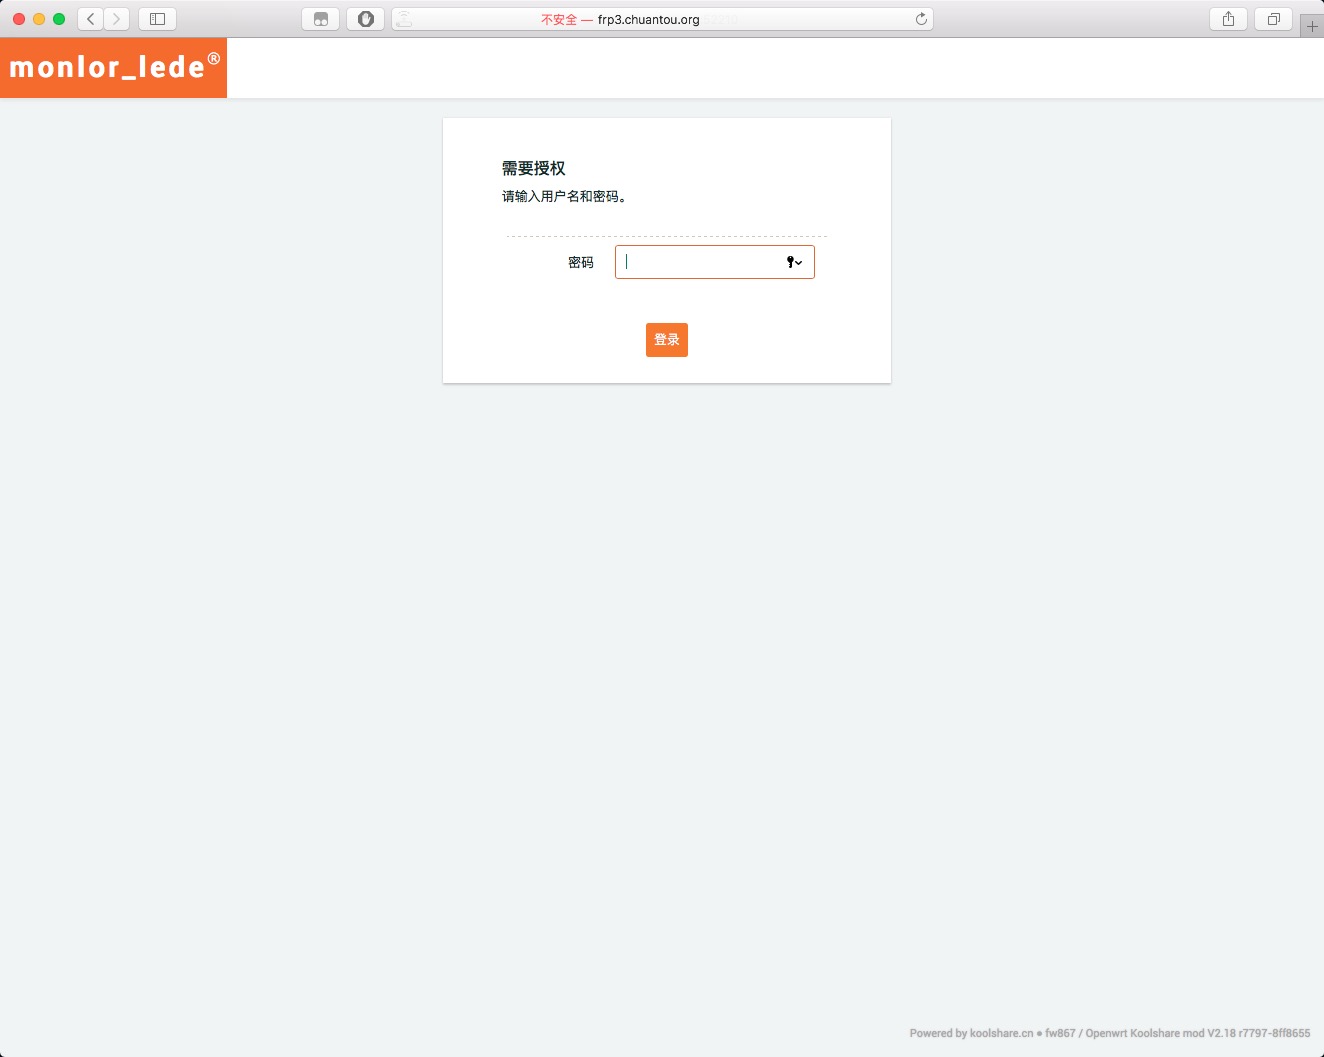 不安全 — frp3.chuantou.org
monlor_lede®
需要授权
请输入用户名和密码。
密码
登录
Powered by koolshare.cn ● fw867 / Openwrt Koolshare mod V2.18 r7797-8ff8655